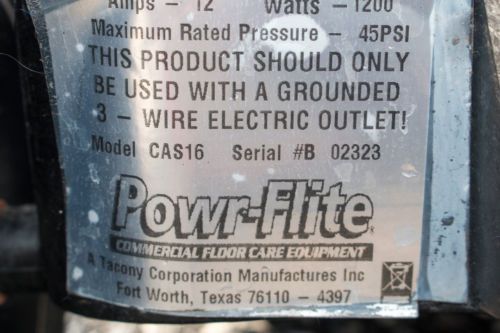 Amps - 12 Watts - 1200
Maximum Rated Pressure - 45PSI
THIS PRODUCT SHOULD ONLY
BE USED WITH A GROUNDED
3 - WIRE ELECTRIC OUTLET!
Model CAS16 Serial #B 02323
Powr-Flite
COMMERCIAL FLOOR CARE EQUIPMENT
A Tacony Corporation Manufactures Inc
Fort Worth, Texas 76110 - 4397